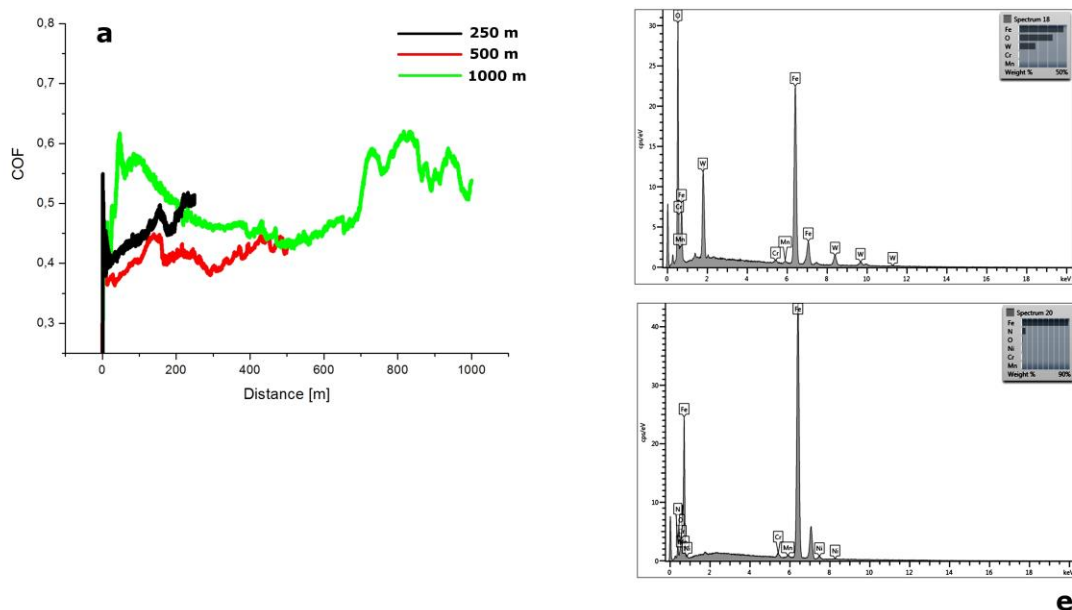 a
250 m
500 m
1000 m
0,8
0,7
0,6
0,5
0,4
0,3
COF
0
200
400
600
800
1000
Distance [m]
Spectrum 18
Fe
O
W
Cr
Mn
Weight %
50%
30
25
20
15
10
5
0
cps/eV
O
Fe
Cr
Mn
W
Cr
Mn
Fe
Fe
W
W
W
0
2
4
6
8
10
12
14
16
18
keV
Spectrum 20
Fe
N
O
Ni
Cr
Mn
Weight %
90%
40
30
20
10
0
cps/eV
N
O
Fe
Ni
Cr
Mn
Fe
Ni
Ni
0
2
4
6
8
10
12
14
16
18
keV
e